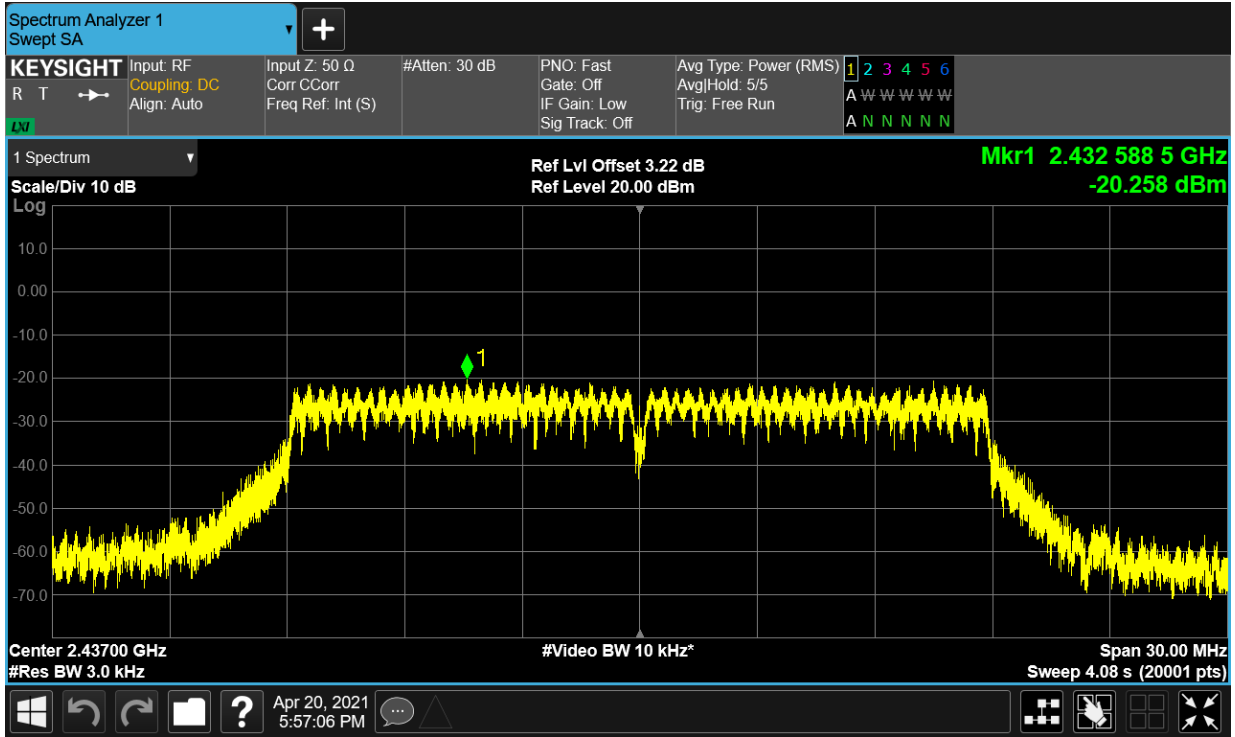 Spectrum Analyzer 1
Swept SA
+
KEYSIGHT
R T
LXI
Input: RF
Coupling: DC
Align: Auto
Input Z: 50 Ω
Corr CCorr
Freq Ref: Int (S)
#Atten: 30 dB
PNO: Fast
Gate: Off
IF Gain: Low
Sig Track: Off
Avg Type: Power (RMS)
Avg|Hold: 5/5
Trig: Free Run
1 2 3 4 5 6
A W W W W W
A N N N N N
1 Spectrum
Scale/Div 10 dB
Log
Ref Lvl Offset 3.22 dB
Ref Level 20.00 dBm
Mkr1 2.432 588 5 GHz
-20.258 dBm
10.0
0.00
-10.0
1
-20.0
-30.0
-40.0
-50.0
-60.0
-70.0
Center 2.43700 GHz
#Video BW 10 kHz*
Span 30.00 MHz
#Res BW 3.0 kHz
Sweep 4.08 s (20001 pts)
?
Apr 20, 2021
5:57:06 PM